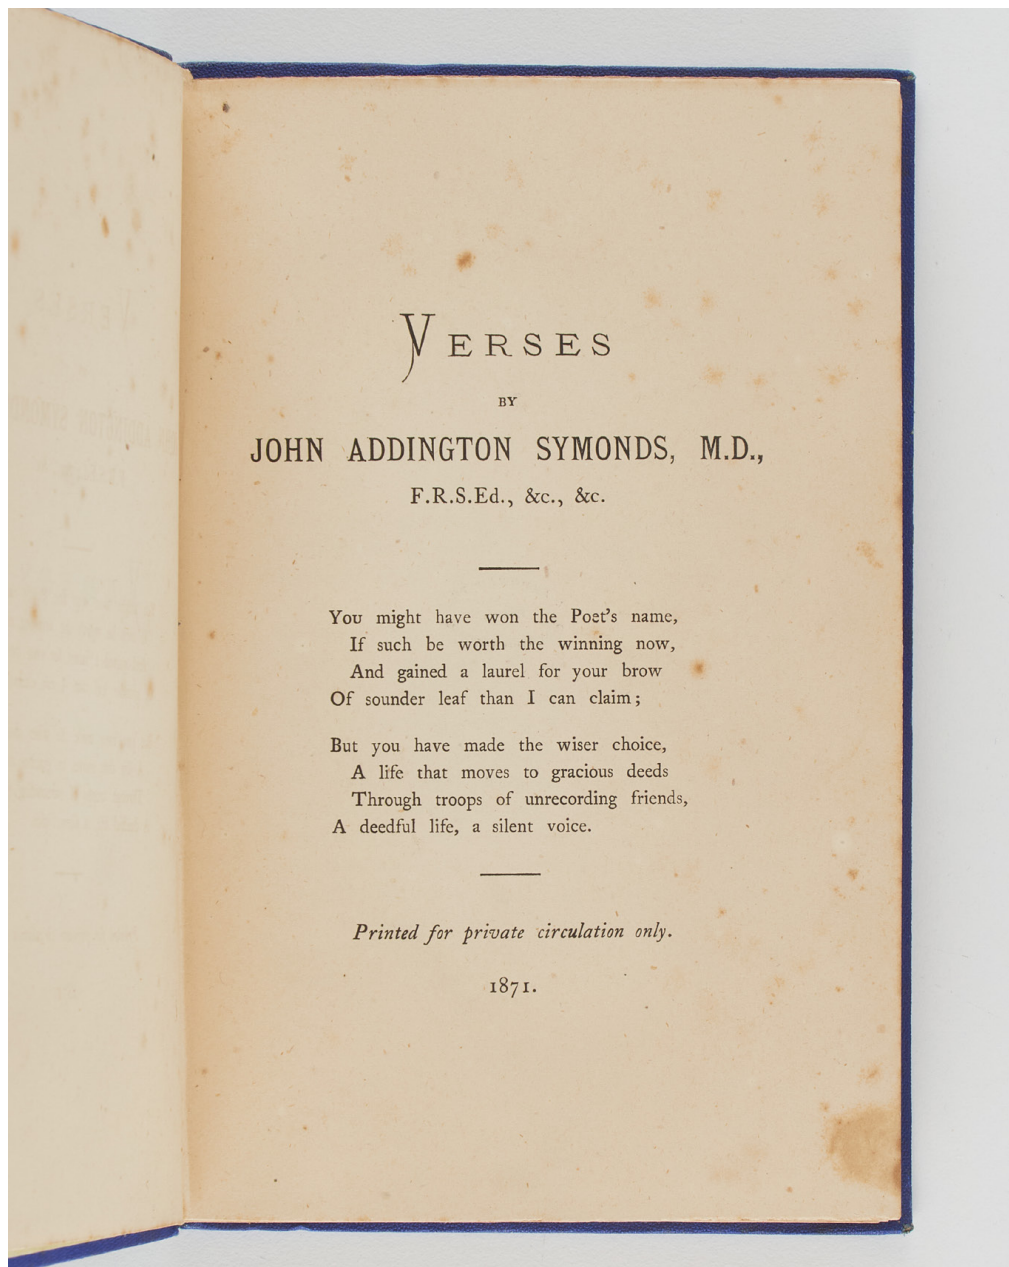 VERSES
BY
JOHN ADDINGTON SYMONDS, M.D.,
F.R.S.Ed., &c., &c.
You might have won the Poet's name,
If such be worth the winning now,
And gained a laurel for your brow
Of sounder leaf than I can claim;
But you have made the wiser choice,
A life that moves to gracious deeds
Through troops of unrecording friends,
A deedful life, a silent voice.
Printed for private circulation only.
1871.